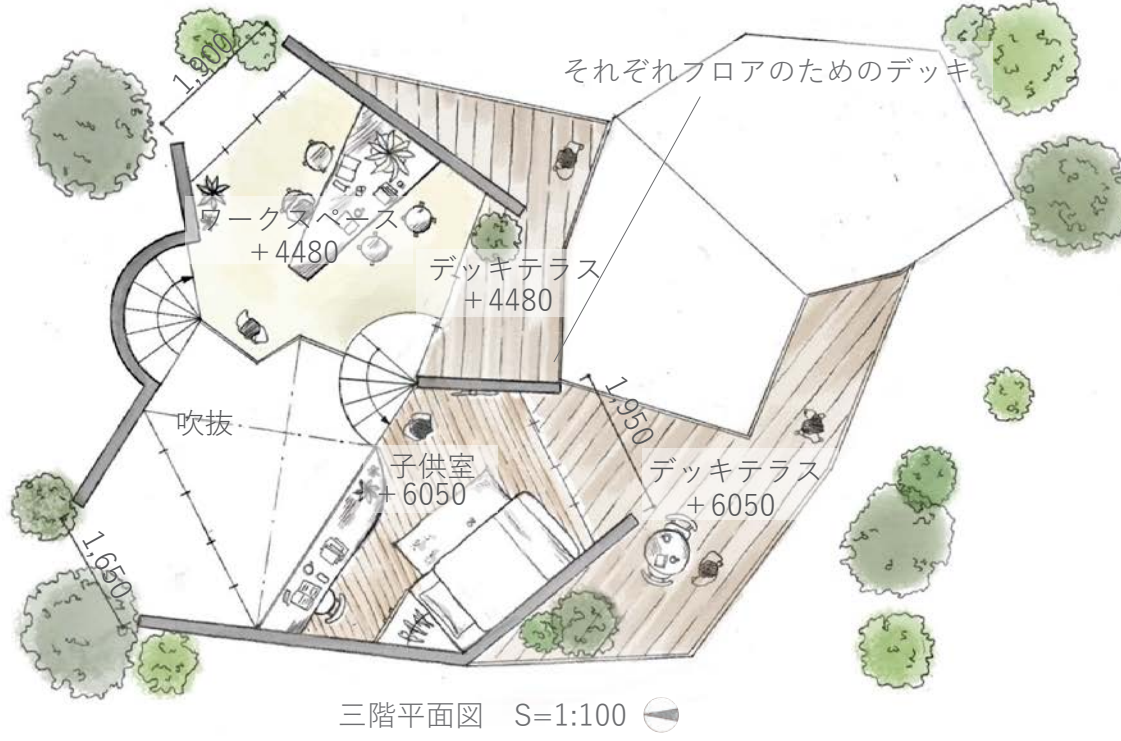 1,900
それぞれフロアのためのデッキ
ワークスペース
+4480
デッキテラス
+4480
吹抜
1,950
子供室
+6050
デッキテラス
+6050
1,650
三階平面図 S=1:100